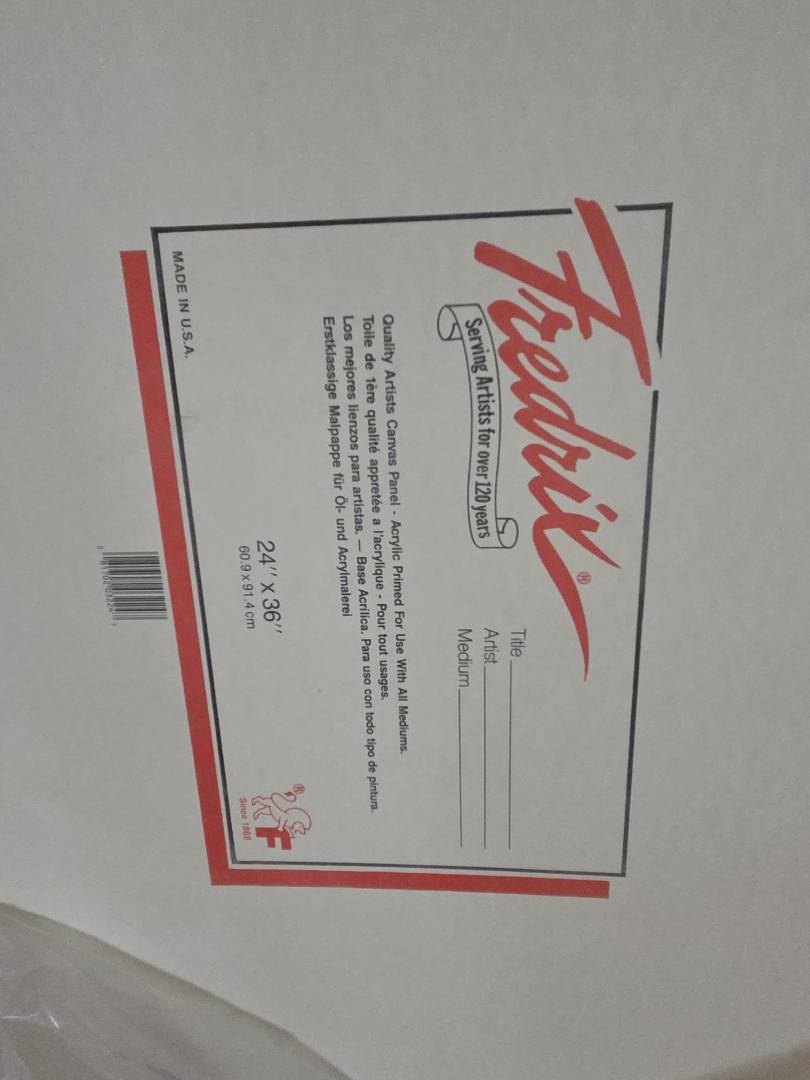 Fredrix®
Serving Artists for over 120 years
Title
Artist
Medium
Quality Artists Canvas Panel - Acrylic Primed For Use With All Mediums.
Toile de 1ère qualité appretée a l'acrylique - Pour tout usages.
Los mejores lienzos para artistas. — Base Acrílica. Para uso con todo tipo de pintura.
Erstklassige Malpappe für Öl- und Acrylmalerei
24" X 36"
60.9 x 91.4 cm
MADE IN U.S.A.
®
F
Since 1868